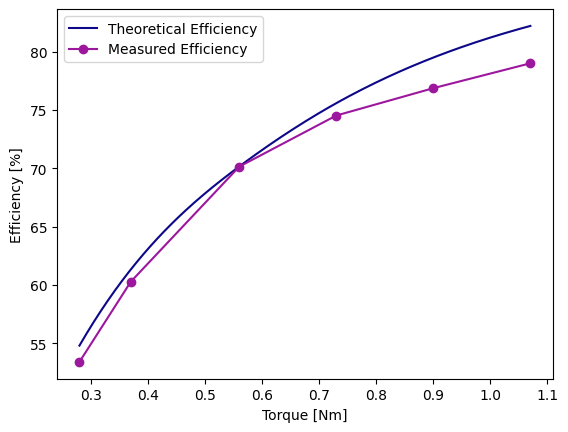 Theoretical Efficiency
Measured Efficiency
Efficiency [%]
80
75
70
65
60
55
0.3 0.4 0.5 0.6 0.7 0.8 0.9 1.0 1.1
Torque [Nm]